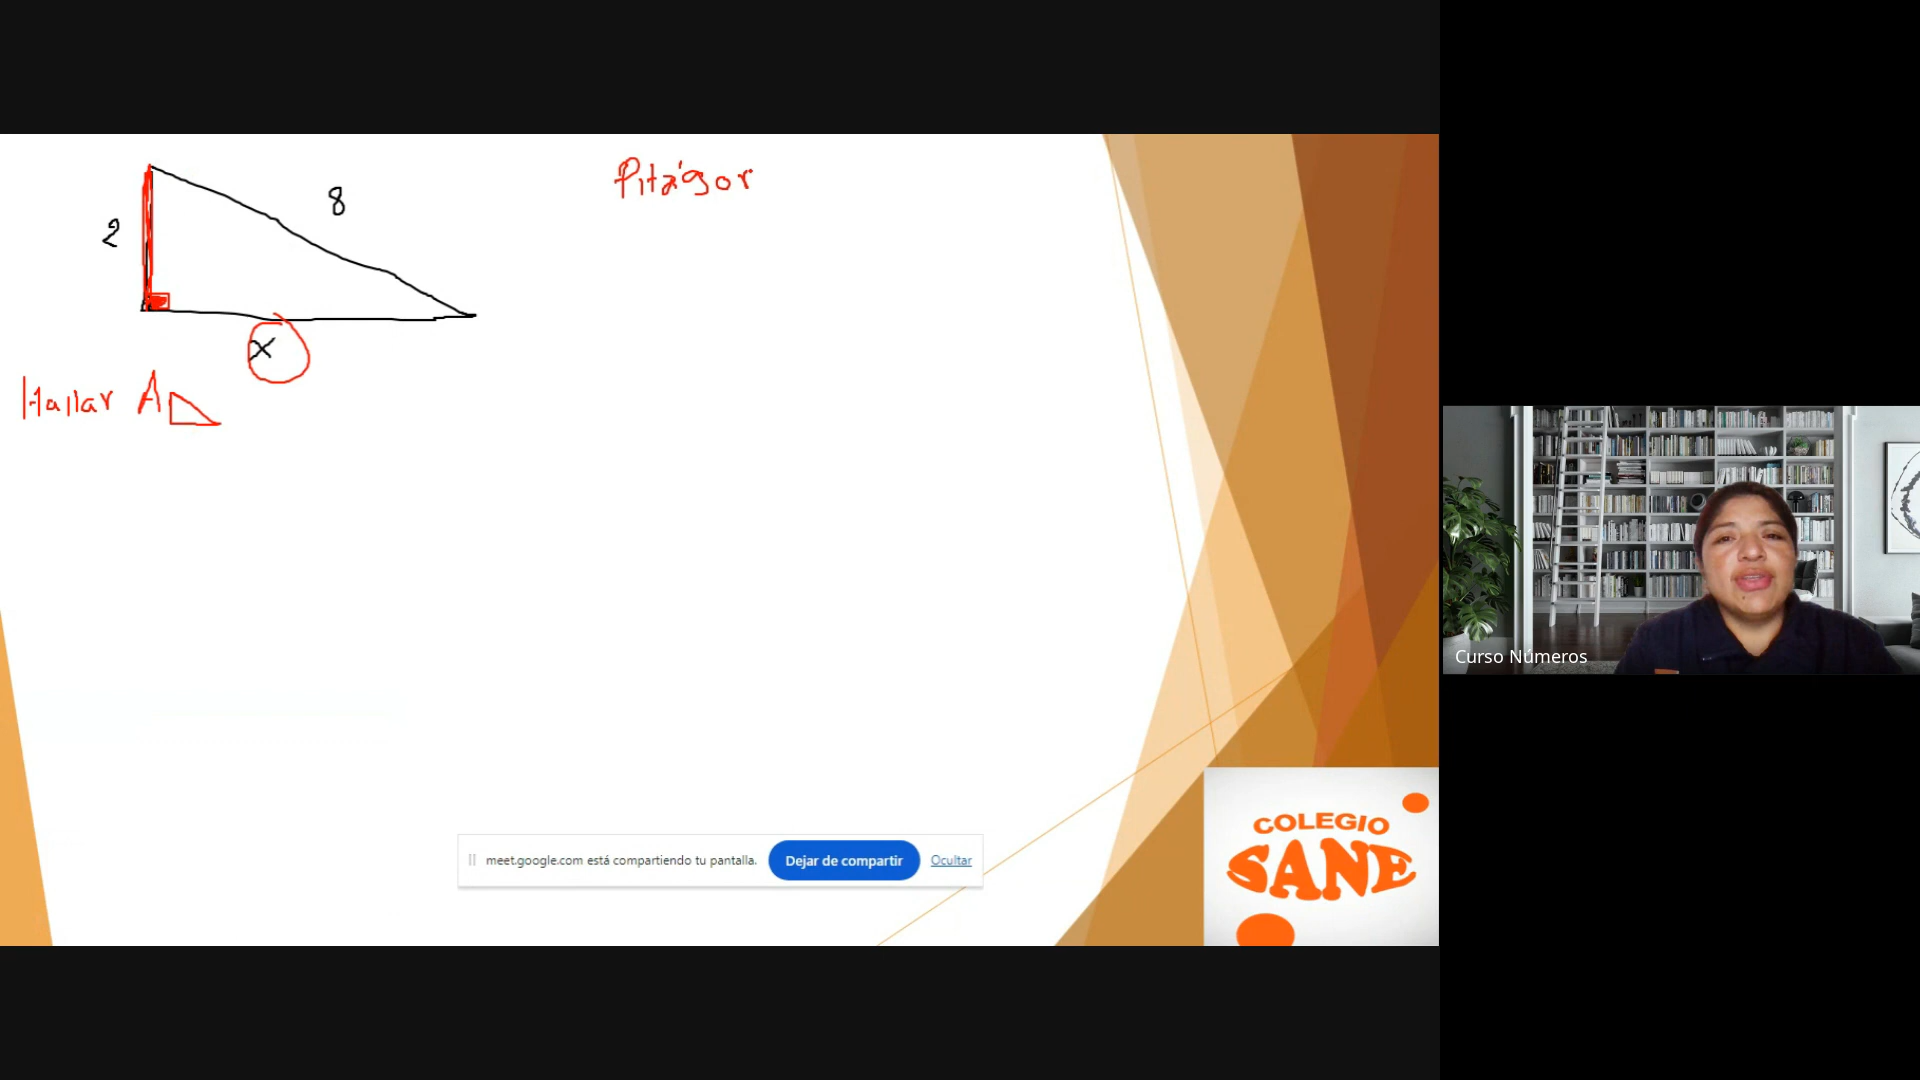 Pitágor
8
2
x
Hallar A
meet.google.com está compartiendo tu pantalla. Dejar de compartir Ocultar
COLEGIO
SANE
Curso Números